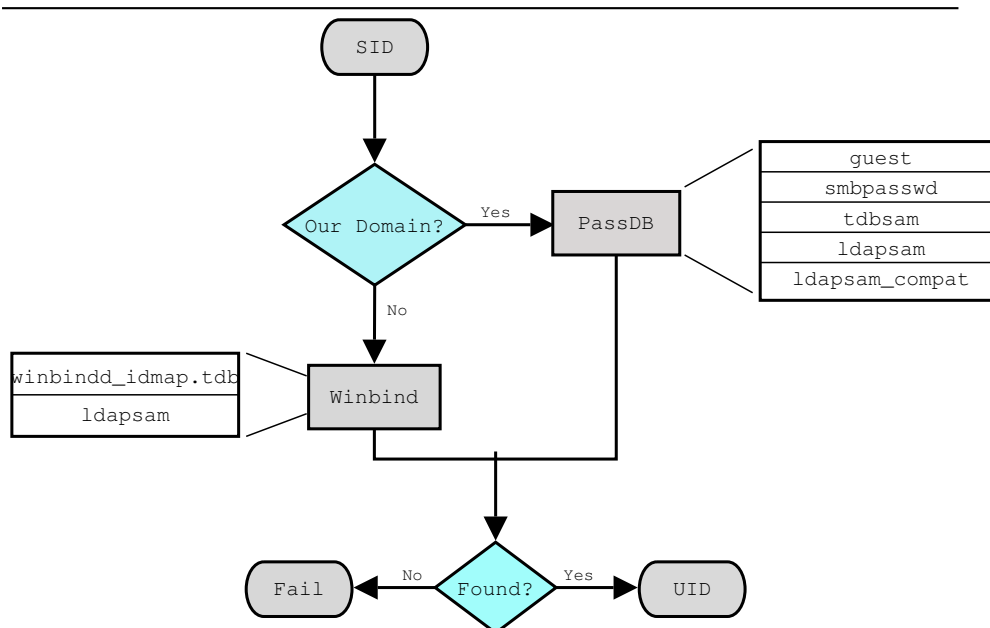 SID
guest
smbpasswd
tdbsam
ldapsam
ldapsam_compat
Our Domain?
Yes
PassDB
No
winbindd_idmap.tdb
ldapsam
Winbind
Fail
No
Found?
Yes
UID